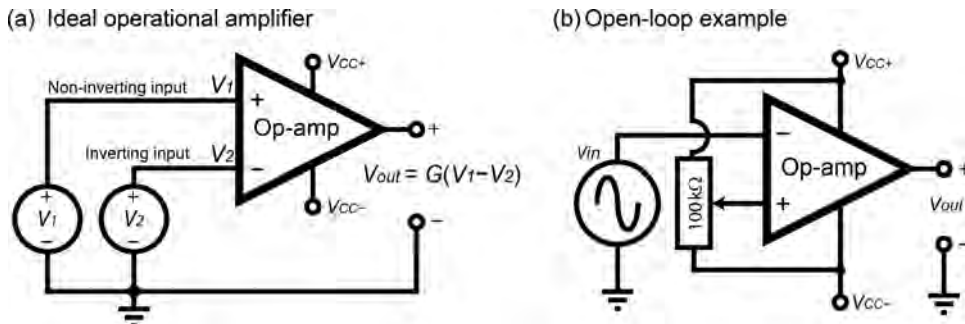 (a) Ideal operational amplifier
Vcc+
Non-inverting input V1
+
Op-amp
+
Inverting input V2
−
Vout = G(V1−V2)
Vcc−
+ V1 −
+ V2 −
−
(b) Open-loop example
Vcc+
Vin
−
Op-amp
+
100kΩ
+
Vout
−
Vcc−